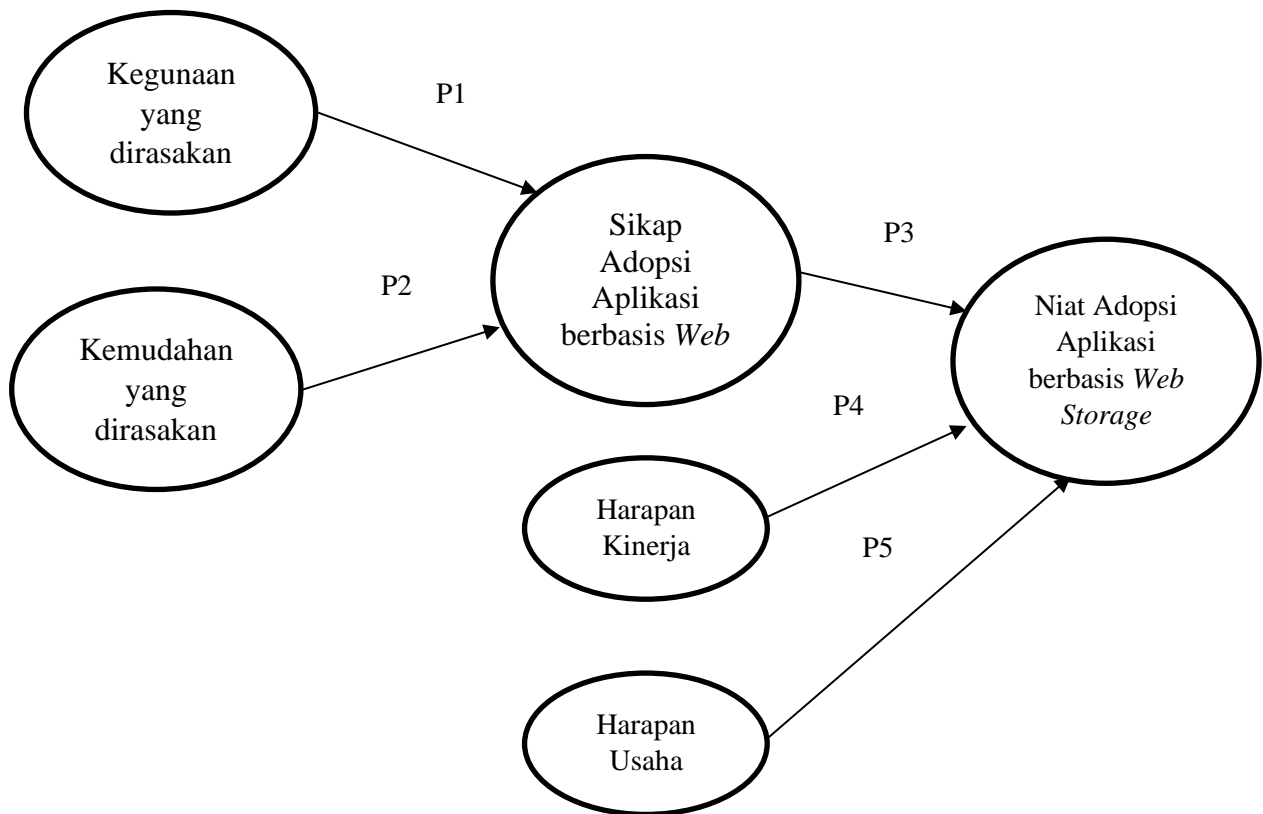 Kegunaan
yang
dirasakan
P1
Kemudahan
yang
dirasakan
P2
Sikap
Adopsi
Aplikasi
berbasis Web
P3
Niat Adopsi
Aplikasi
berbasis Web
Storage
P4
Harapan
Kinerja
P5
Harapan
Usaha